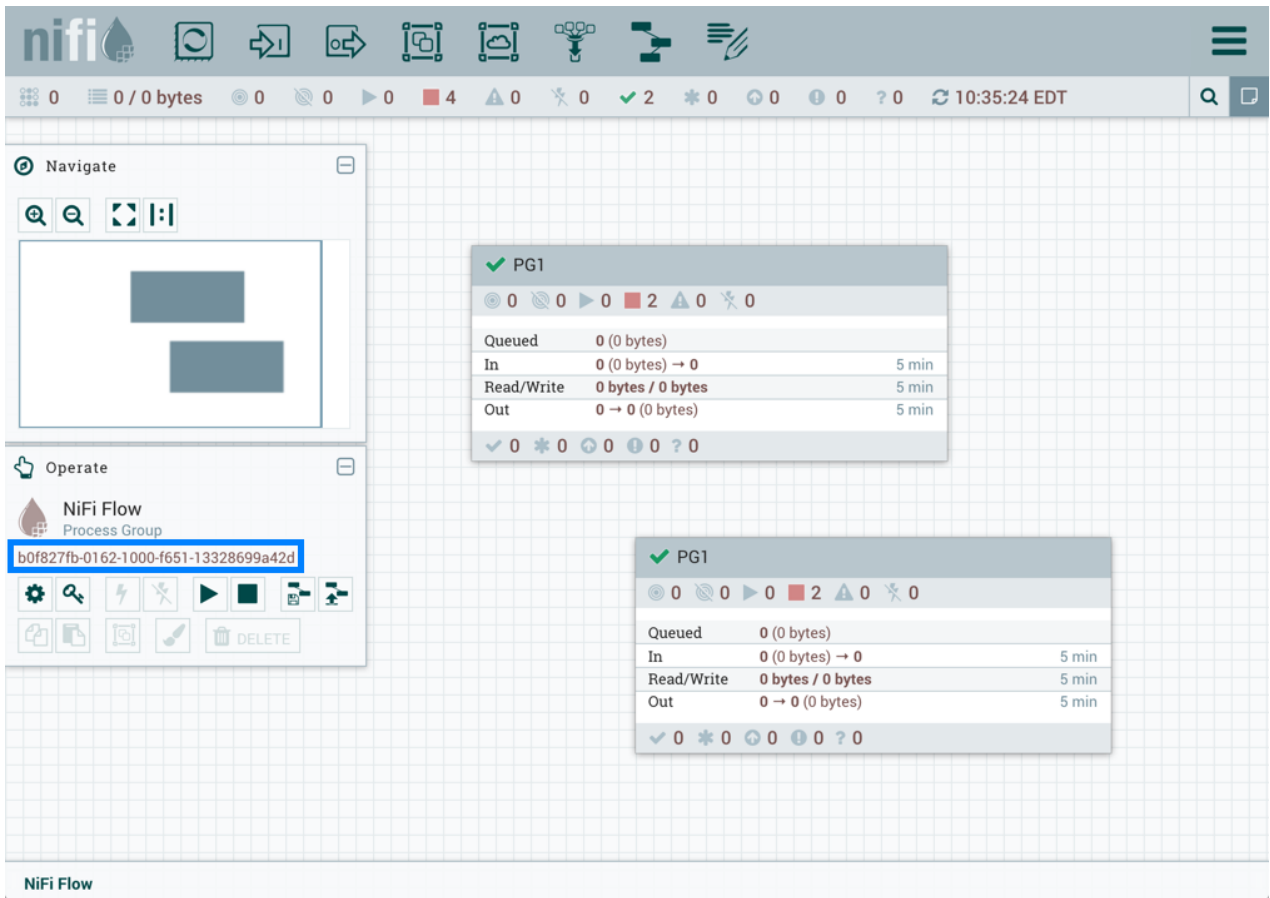 nifi
0 0 / 0 bytes 0 0 0 4 0 0 2 0 0 0 ? 0 10:35:24 EDT
Navigate
Operate
NiFi Flow
Process Group
b0f827fb-0162-1000-f651-13328699a42d
DELETE
PG1
0 0 0 2 0 0
Queued 0 (0 bytes)
In 0 (0 bytes) → 0 5 min
Read/Write 0 bytes / 0 bytes 5 min
Out 0 → 0 (0 bytes) 5 min
0 0 0 0 ? 0
PG1
0 0 0 2 0 0
Queued 0 (0 bytes)
In 0 (0 bytes) → 0 5 min
Read/Write 0 bytes / 0 bytes 5 min
Out 0 → 0 (0 bytes) 5 min
0 0 0 0 ? 0
NiFi Flow